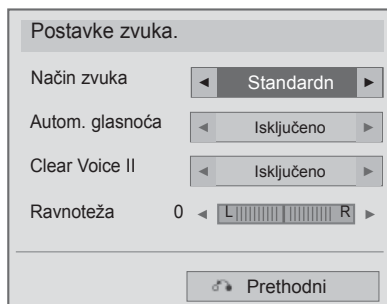 Postavke zvuka.
Način zvuka ◄ Standardn ►
Autom. glasnoća ◄ Isključeno ►
Clear Voice II ◄ Isključeno ►
Ravnoteža 0 ◄ L R ►
Prethodni